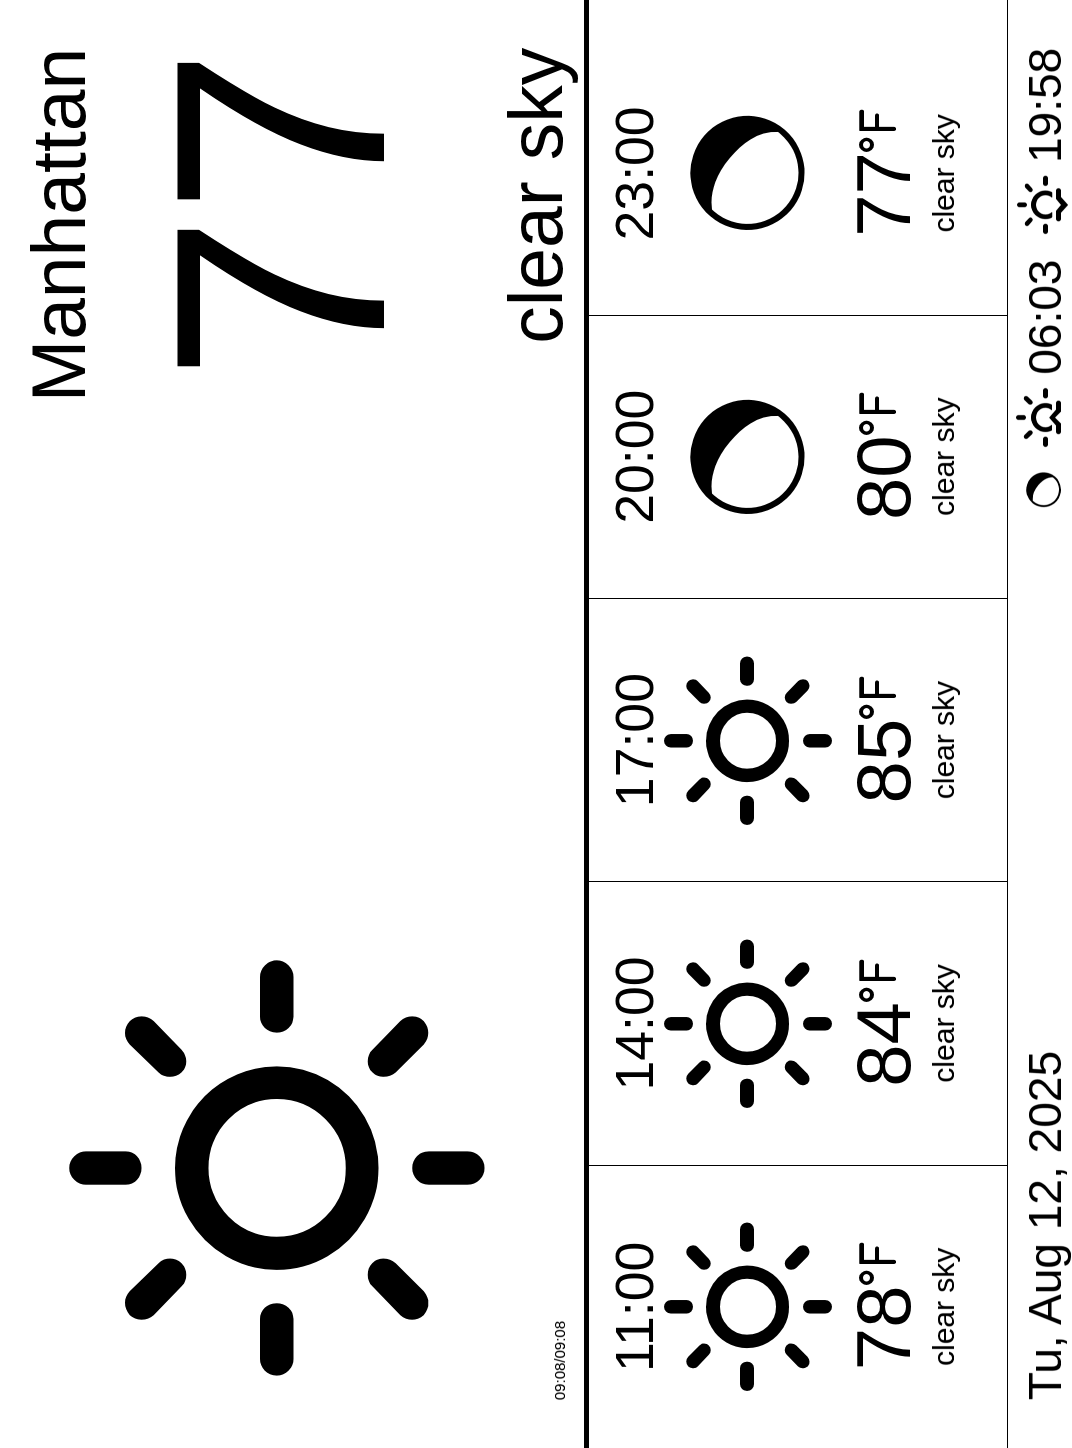 Manhattan
77
clear sky
09:08/09:08
11:00 14:00 17:00 20:00 23:00
78°F 84°F 85°F 80°F 77°F
clear sky clear sky clear sky clear sky clear sky
Tu, Aug 12, 2025 06:03 19:58